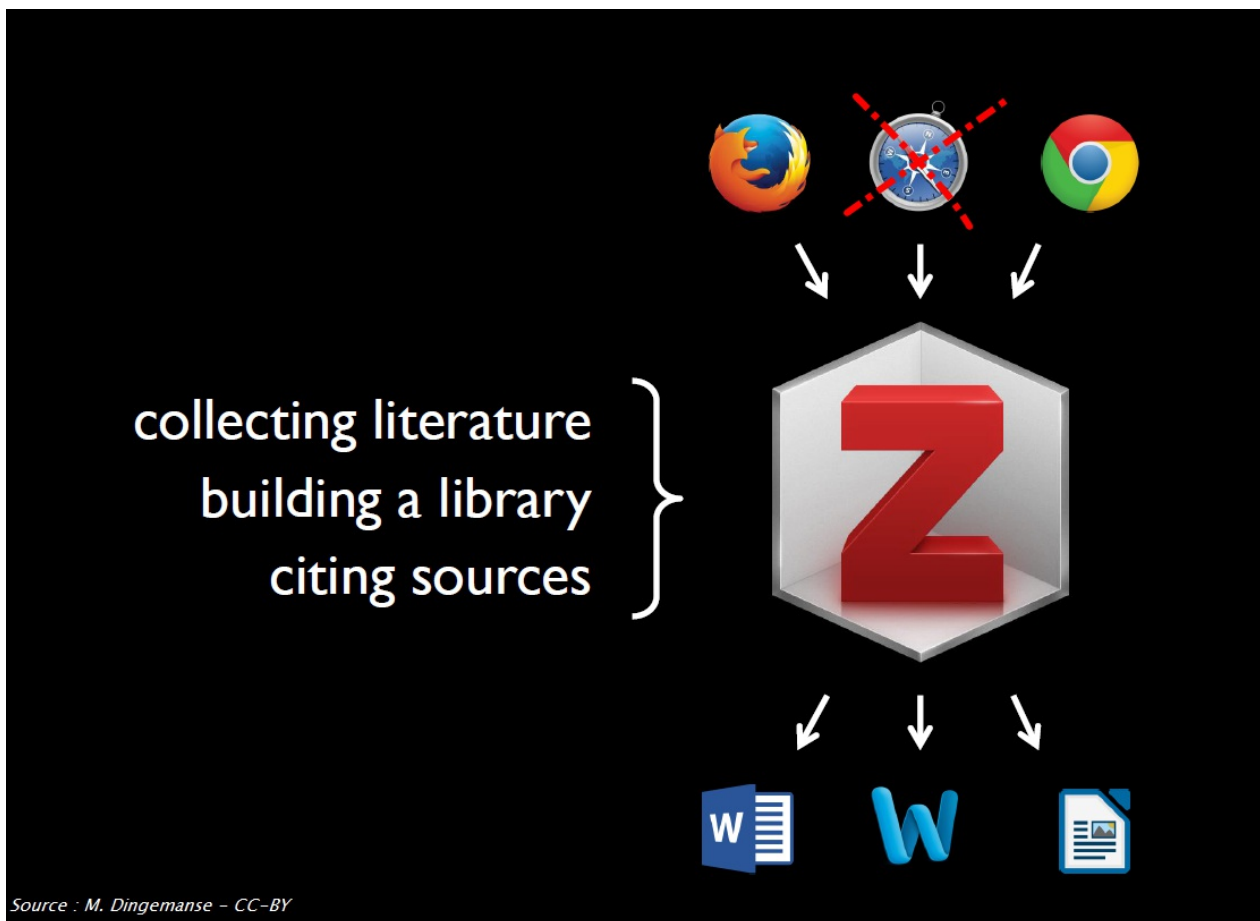 collecting literature
building a library
citing sources
Z
W
W
Source : M. Dingemanse - CC-BY